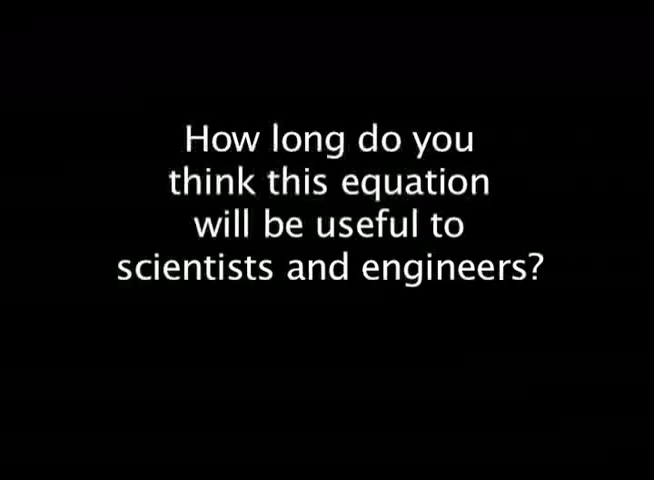 How long do you
think this equation
will be useful to
scientists and engineers?